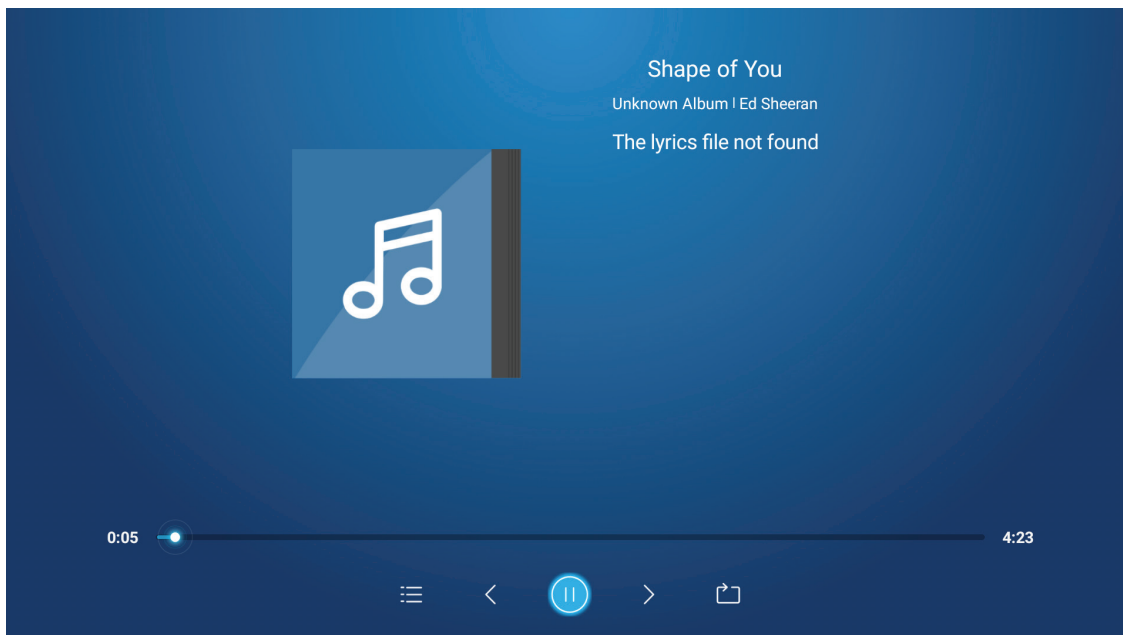 Shape of You
Unknown Album | Ed Sheeran
The lyrics file not found
0:05
4:23